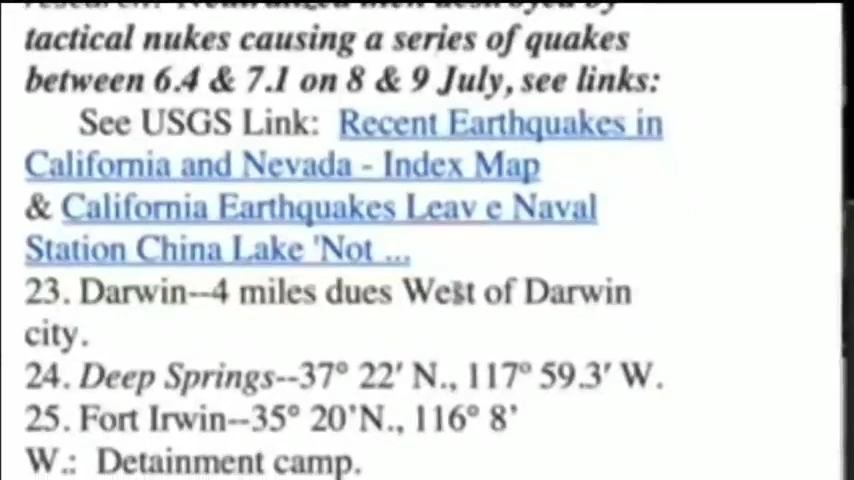 tactical nukes causing a series of quakes
between 6.4 & 7.1 on 8 & 9 July, see links:
See USGS Link: Recent Earthquakes in
California and Nevada - Index Map
& California Earthquakes Leav e Naval
Station China Lake 'Not ...
23. Darwin--4 miles dues West of Darwin
city.
24. Deep Springs--37° 22' N., 117° 59.3' W.
25. Fort Irwin--35° 20'N., 116° 8'
W.: Detainment camp.